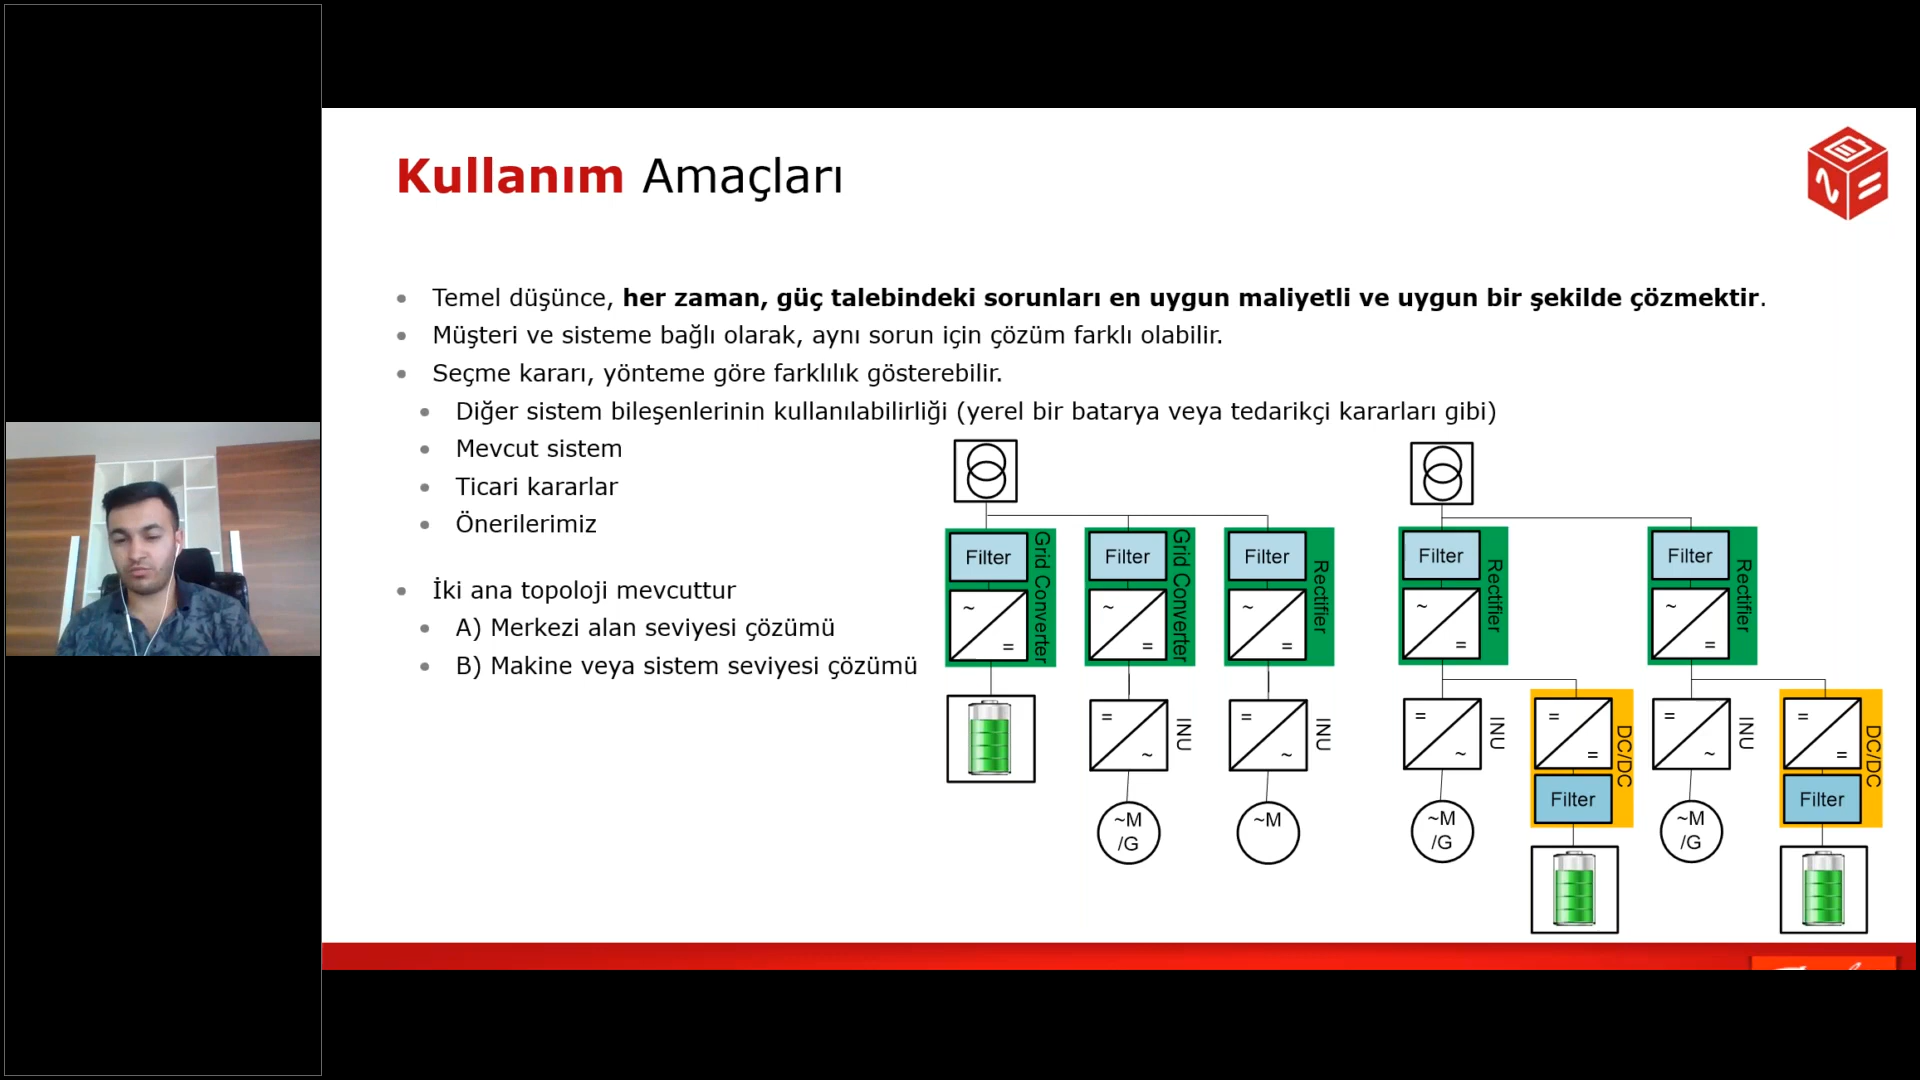 Kullanım Amaçları
• Temel düşünce, her zaman, güç talebindeki sorunları en uygun maliyetli ve uygun bir şekilde çözmektir.
• Müşteri ve sisteme bağlı olarak, aynı sorun için çözüm farklı olabilir.
• Seçme kararı, yönteme göre farklılık gösterebilir.
• Diğer sistem bileşenlerinin kullanılabilirliği (yerel bir batarya veya tedarikçi kararları gibi)
• Mevcut sistem
• Ticari kararlar
• Önerilerimiz
• İki ana topoloji mevcuttur
• A) Merkezi alan seviyesi çözümü
• B) Makine veya sistem seviyesi çözümü
Filter
~
=
Grid Converter
Filter
~
=
Grid Converter
=
~
INU
~M
/G
Filter
~
=
Rectifier
=
~
INU
~M
Filter
~
=
Rectifier
=
~
INU
~M
/G
=
=
DC/DC
Filter
Filter
~
=
Rectifier
=
~
INU
~M
/G
=
=
DC/DC
Filter